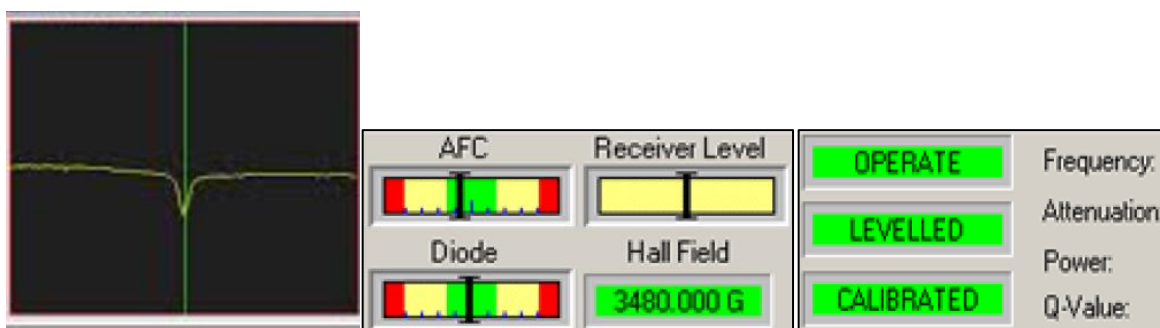 AFC Receiver Level
Diode Hall Field
3480.000 G
OPERATE Frequency:
LEVELLED Attenuation
Power:
CALIBRATED Q-Value: